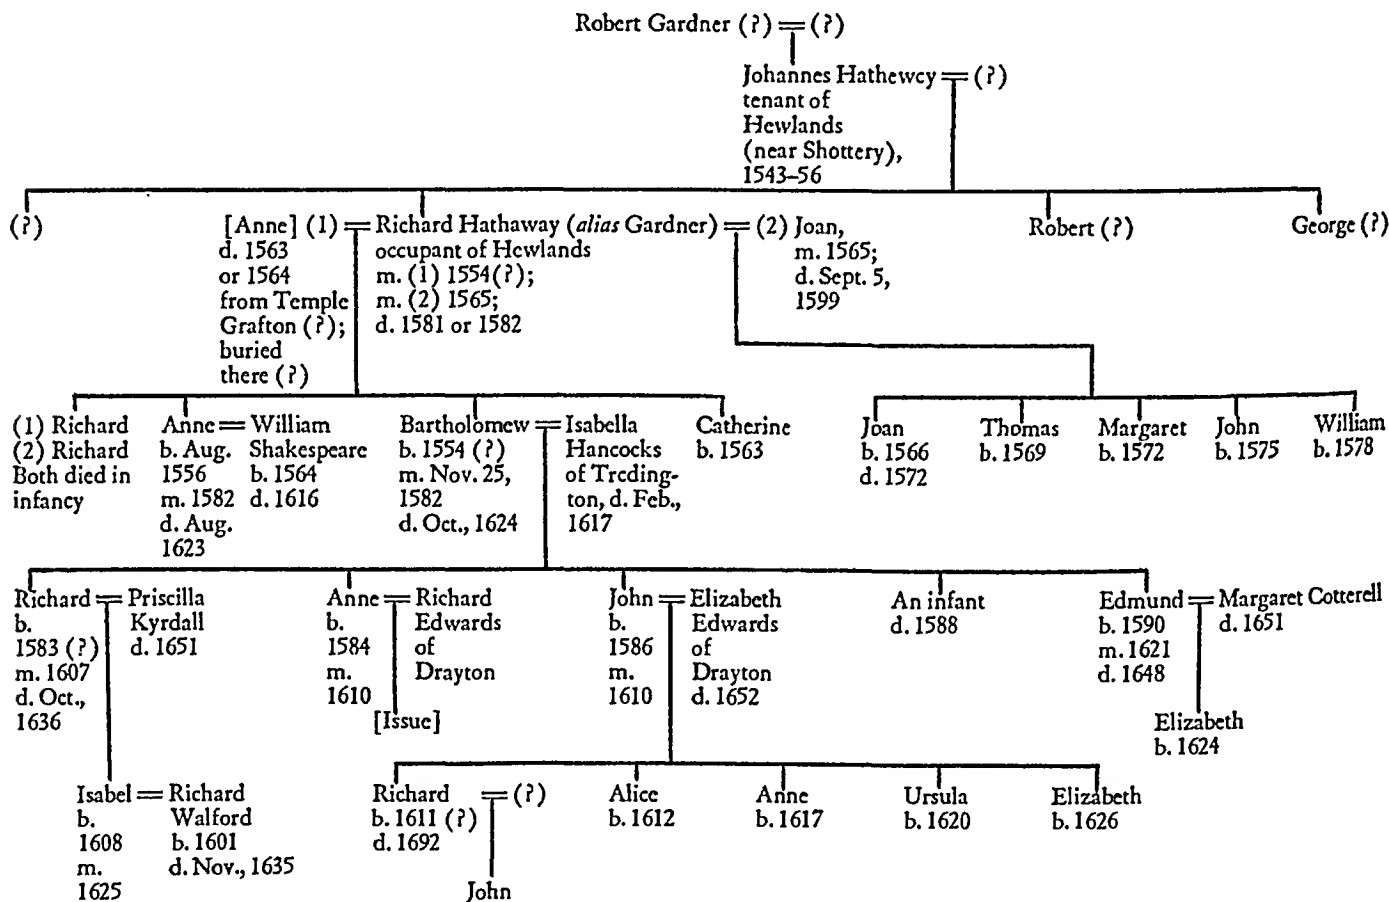 Robert Gardner (?) = (?)
Johannes Hathewcy = (?)
tenant of
Hewlands
(near Shottery),
1543–56
(?)
[Anne] (1) = Richard Hathaway (alias Gardner) = (2) Joan,
d. 1563
or 1564
from Temple
Grafton (?);
buried
there (?)
occupant of Hewlands
m. (1) 1554(?);
m. (2) 1565;
d. 1581 or 1582
m. 1565;
d. Sept. 5,
1599
Robert (?)
George (?)
(1) Richard
(2) Richard
Both died in
infancy
Anne = William
b. Aug.
1556
m. 1582
d. Aug.
1623
Shakespeare
b. 1564
d. 1616
Bartholomew = Isabella
b. 1554 (?)
m. Nov. 25,
1582
d. Oct., 1624
Hancocks
of Treding-
ton, d. Feb.,
1617
Catherine
b. 1563
Joan
b. 1566
d. 1572
Thomas
b. 1569
Margaret
b. 1572
John
b. 1575
William
b. 1578
Richard = Priscilla
b.
1583 (?)
m. 1607
d. Oct.,
1636
Kyrdall
d. 1651
Anne = Richard
b.
1584
m.
1610
Edwards
of
Drayton
[Issue]
John = Elizabeth
b.
1586
m.
1610
Edwards
of
Drayton
d. 1652
An infant
d. 1588
Edmund = Margaret Cotterell
b. 1590
m. 1621
d. 1648
d. 1651
Elizabeth
b. 1624
Isabel = Richard
b.
1608
m.
1625
Walford
b. 1601
d. Nov., 1635
Richard = (?)
b. 1611 (?)
d. 1692
John
Alice
b. 1612
Anne
b. 1617
Ursula
b. 1620
Elizabeth
b. 1626